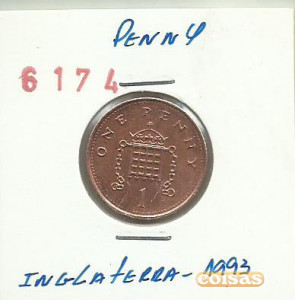 PENNY
6174
ONE PENNY
1
INGLATERRA - 1993
coisas